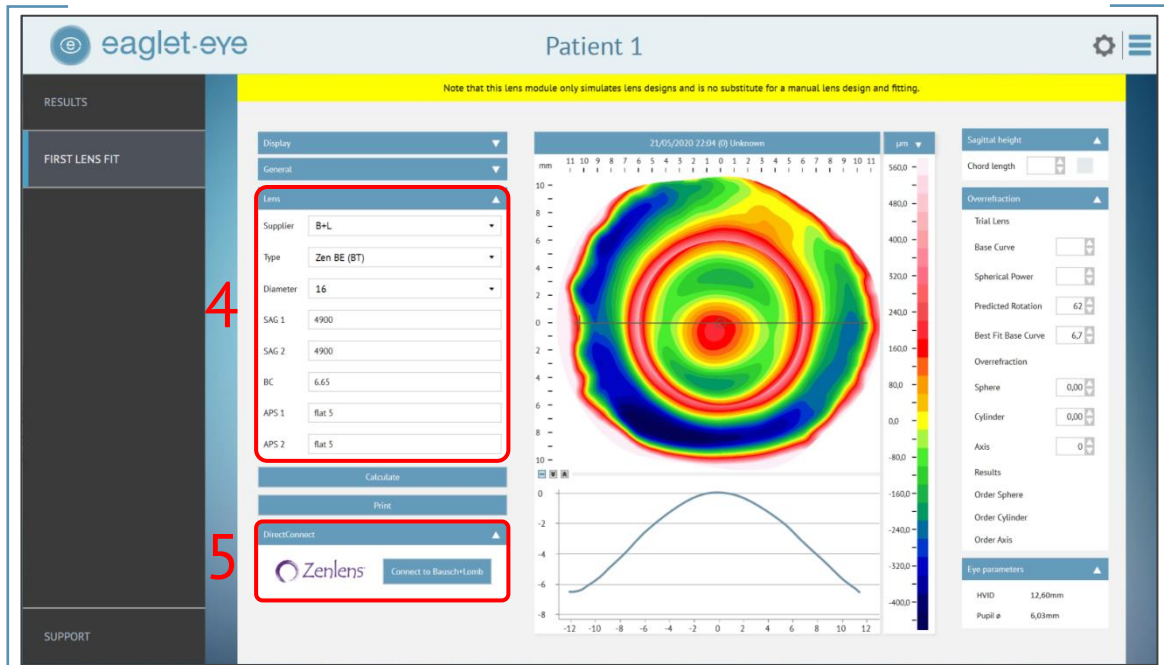 eaglet-eye
Patient 1
RESULTS
FIRST LENS FIT
SUPPORT
Note that this lens module only simulates lens designs and is no substitute for a manual lens design and fitting.
Display
General
4
Lens
Supplier B+L
Type Zen BE (BT)
Diameter 16
SAG 1 4900
SAG 2 4900
BC 6.65
APS 1 flat 5
APS 2 flat 5
Calculate
Print
5
DirectConnect
Zenlens Connect to Bausch+Lomb
21/05/2020 22:04 (0) Unknown
mm 11 10 9 8 7 6 5 4 3 2 1 0 1 2 3 4 5 6 7 8 9 10 11
10
8
6
4
2
0
2
4
6
8
10
µm
560,0
480,0
400,0
320,0
240,0
160,0
80,0
0,0
-80,0
-160,0
-240,0
-320,0
-400,0
0
-2
-4
-6
-8
-12 -10 -8 -6 -4 -2 0 2 4 6 8 10 12
Sagittal height
Chord length
Overrefraction
Trial Lens
Base Curve
Spherical Power
Predicted Rotation 62
Best Fit Base Curve 6,7
Overrefraction
Sphere 0,00
Cylinder 0,00
Axis 0
Results
Order Sphere
Order Cylinder
Order Axis
Eye parameters
HVID 12,60mm
Pupil ø 6,03mm